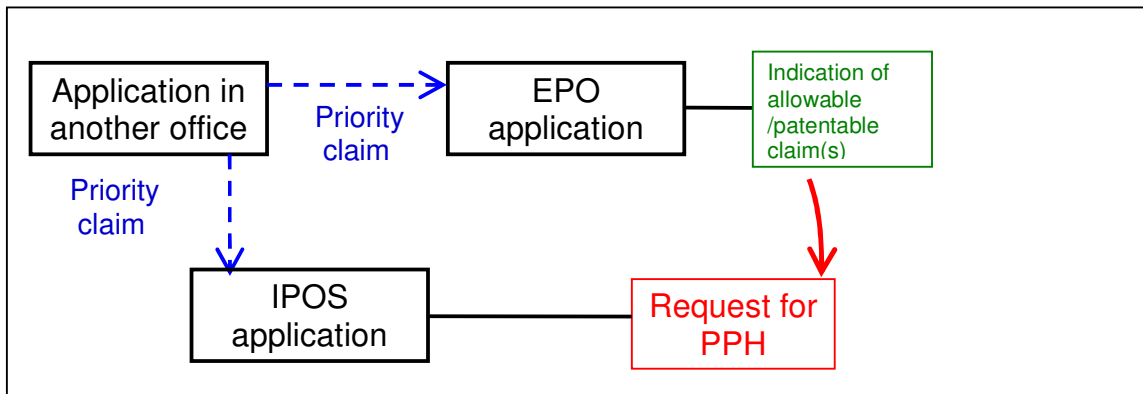 Application in
another office
Priority
claim
EPO
application
Indication of
allowable
/patentable
claim(s)
Priority
claim
IPOS
application
Request for
PPH